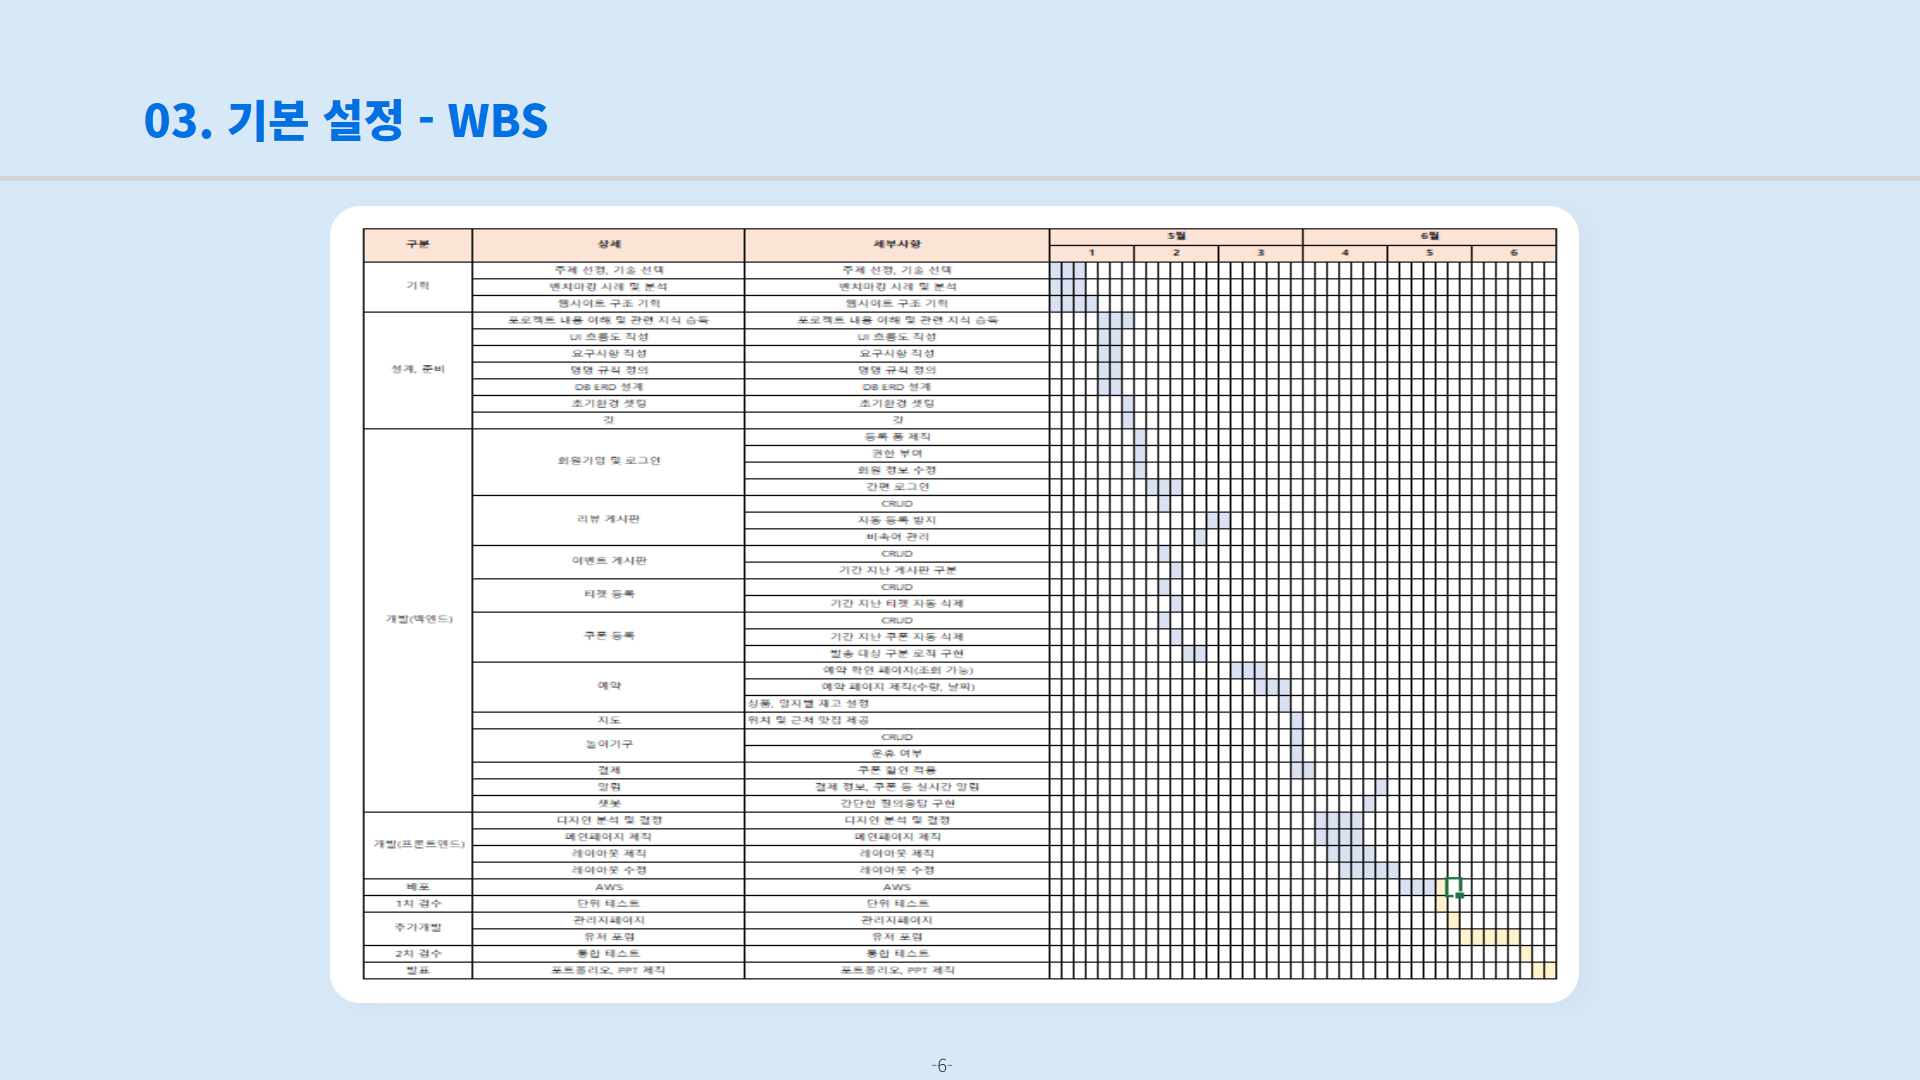 03. 기본 설정 - WBS
구분 상세 세부사항 5월 6월
1 2 3 4 5 6
기획 주제 선정, 기술 선택 주제 선정, 기술 선택
벤치마킹 사례 및 분석 벤치마킹 사례 및 분석
웹사이트 구조 기획 웹사이트 구조 기획
설계, 준비 프로젝트 내용 이해 및 관련 지식 습득 프로젝트 내용 이해 및 관련 지식 습득
UI 흐름도 작성 UI 흐름도 작성
요구사항 작성 요구사항 작성
명명 규칙 정의 명명 규칙 정의
DB ERD 설계 DB ERD 설계
초기환경 셋팅 초기환경 셋팅
깃 깃
개발(백엔드) 회원가입 및 로그인 등록 폼 제작
권한 부여
회원 정보 수정
간편 로그인
리뷰 게시판 CRUD
자동 등록 방지
비속어 관리
이벤트 게시판 CRUD
기간 지난 게시판 구분
티켓 등록 CRUD
기간 지난 티켓 자동 삭제
쿠폰 등록 CRUD
기간 지난 쿠폰 자동 삭제
발송 대상 구분 로직 구현
예약 예약 확인 페이지(조회 가능)
예약 페이지 제작(수량, 날짜)
상품, 일자별 재고 설정
지도 위치 및 근처 맛집 제공
놀이기구 CRUD
운휴 여부
결제 쿠폰 할인 적용
알림 결제 정보, 쿠폰 등 실시간 알림
챗봇 간단한 질의응답 구현
개발(프론트엔드) 디자인 분석 및 결정 디자인 분석 및 결정
메인페이지 제작 메인페이지 제작
레이아웃 제작 레이아웃 제작
레이아웃 수정 레이아웃 수정
배포 AWS AWS
1차 검수 단위 테스트 단위 테스트
추가개발 관리자페이지 관리자페이지
유저 포럼 유저 포럼
2차 검수 통합 테스트 통합 테스트
발표 포트폴리오, PPT 제작 포트폴리오, PPT 제작
-6-